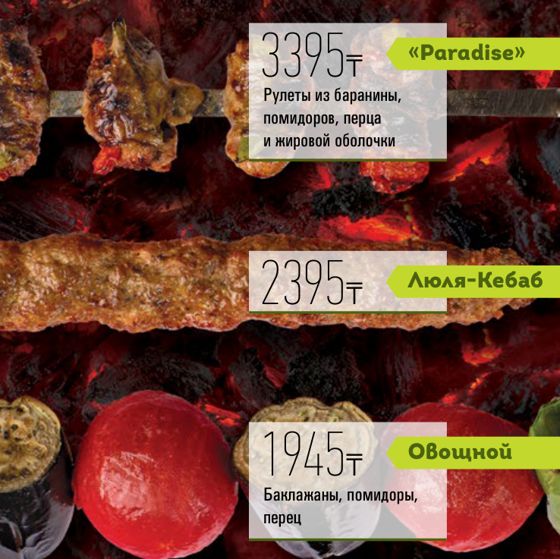 3395₸
«Paradise»
Рулеты из баранины,
помидоров, перца
и жировой оболочки
2395₸
Люля-Кебаб
1945₸
Овощной
Баклажаны, помидоры,
перец